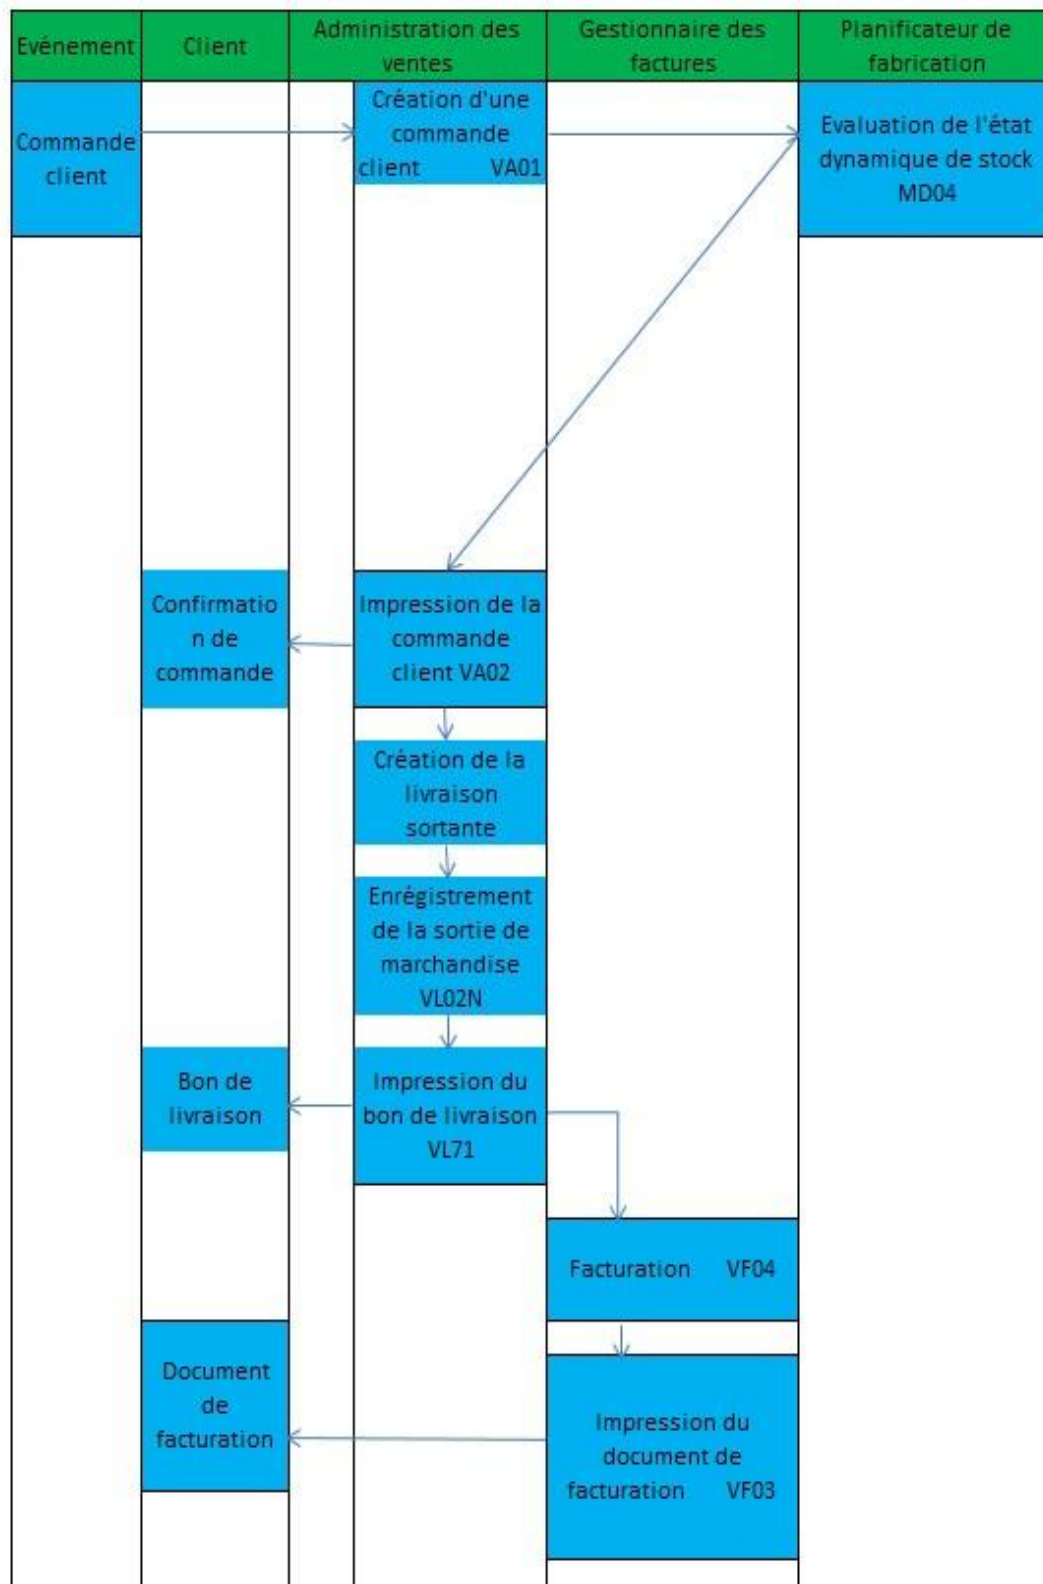 Evénement
Client
Administration des
ventes
Gestionnaire des
factures
Planificateur de
fabrication
Commande
client
Création d'une
commande
client VA01
Evaluation de l'état
dynamique de stock
MD04
Confirmatio
n de
commande
Impression de la
commande
client VA02
Création de la
livraison
sortante
Enrégistrement
de la sortie de
marchandise
VL02N
Bon de
livraison
Impression du
bon de livraison
VL71
Facturation VF04
Document
de
facturation
Impression du
document de
facturation VF03